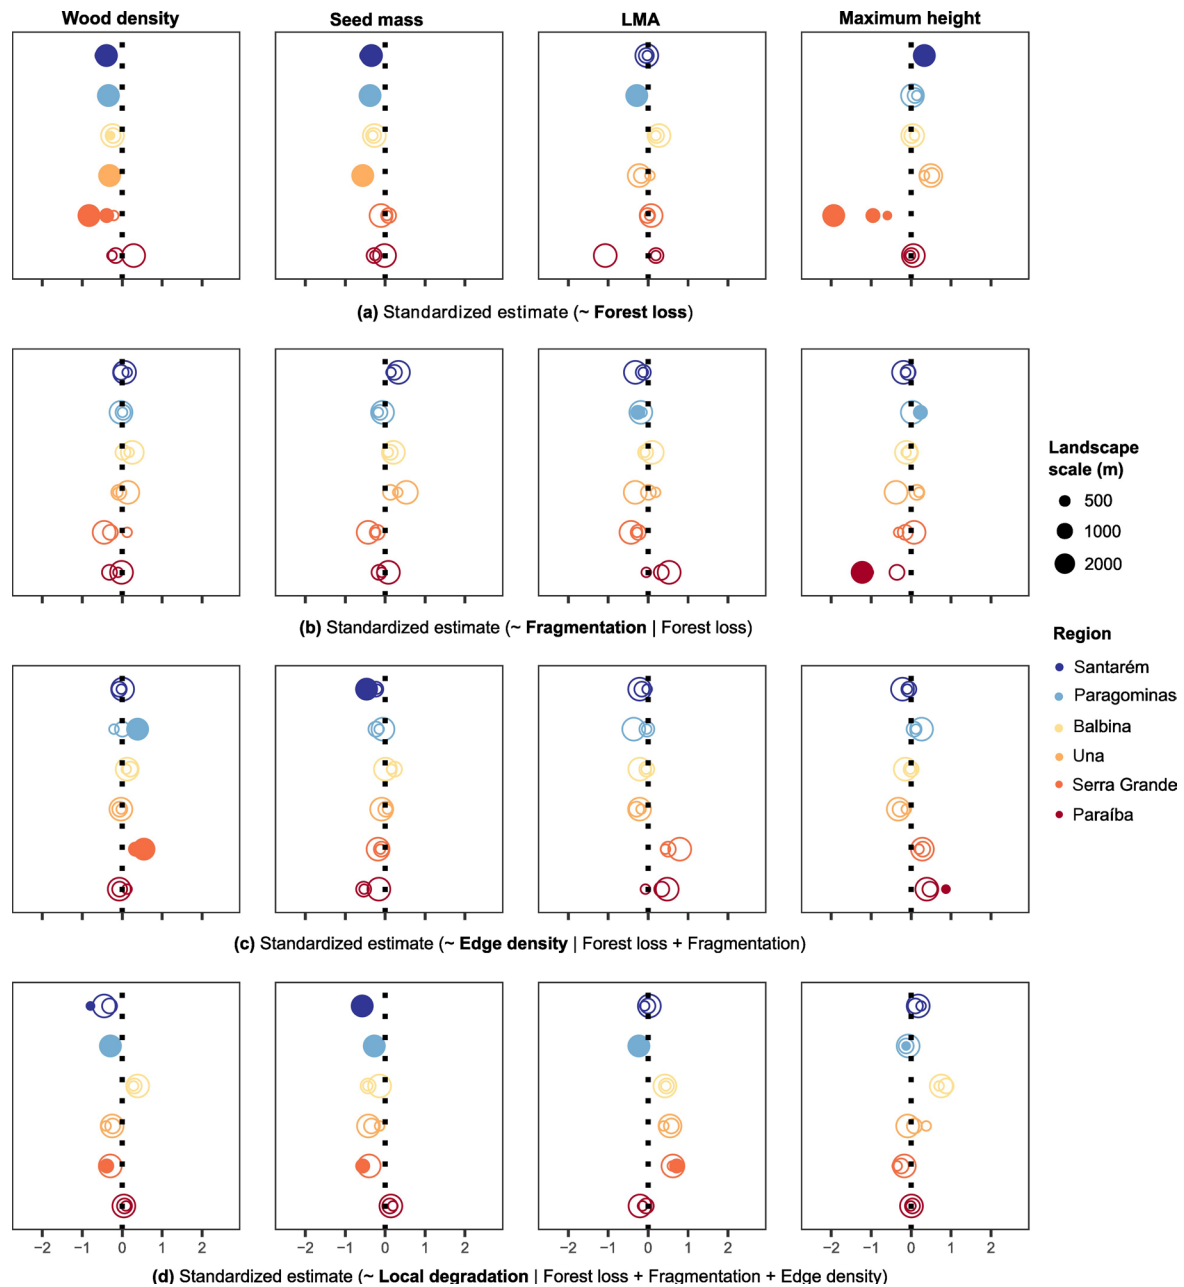 Wood density Seed mass LMA Maximum height
(a) Standardized estimate (~ Forest loss)
(b) Standardized estimate (~ Fragmentation | Forest loss)
Landscape
scale (m)
500
1000
2000
Region
Santarém
Paragominas
Balbina
Una
Serra Grande
Paraíba
(c) Standardized estimate (~ Edge density | Forest loss + Fragmentation)
−2 −1 0 1 2 −2 −1 0 1 2 −2 −1 0 1 2 −2 −1 0 1 2
(d) Standardized estimate (~ Local degradation | Forest loss + Fragmentation + Edge density)